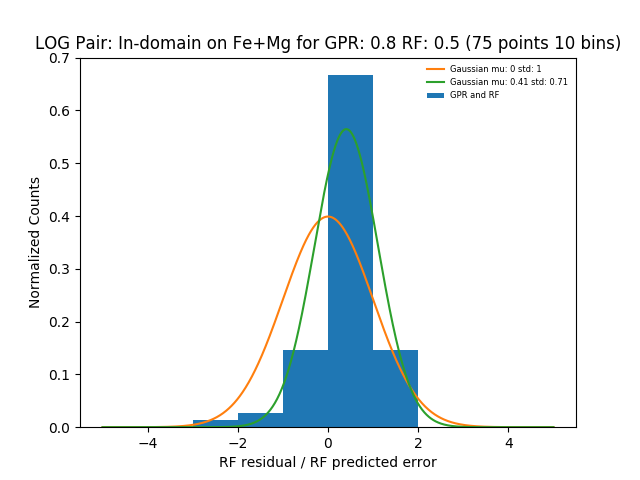 LOG Pair: In-domain on Fe+Mg for GPR: 0.8 RF: 0.5 (75 points 10 bins)
Gaussian mu: 0 std: 1
Gaussian mu: 0.41 std: 0.71
GPR and RF
Normalized Counts
0.7
0.6
0.5
0.4
0.3
0.2
0.1
0.0
−4 −2 0 2 4
RF residual / RF predicted error